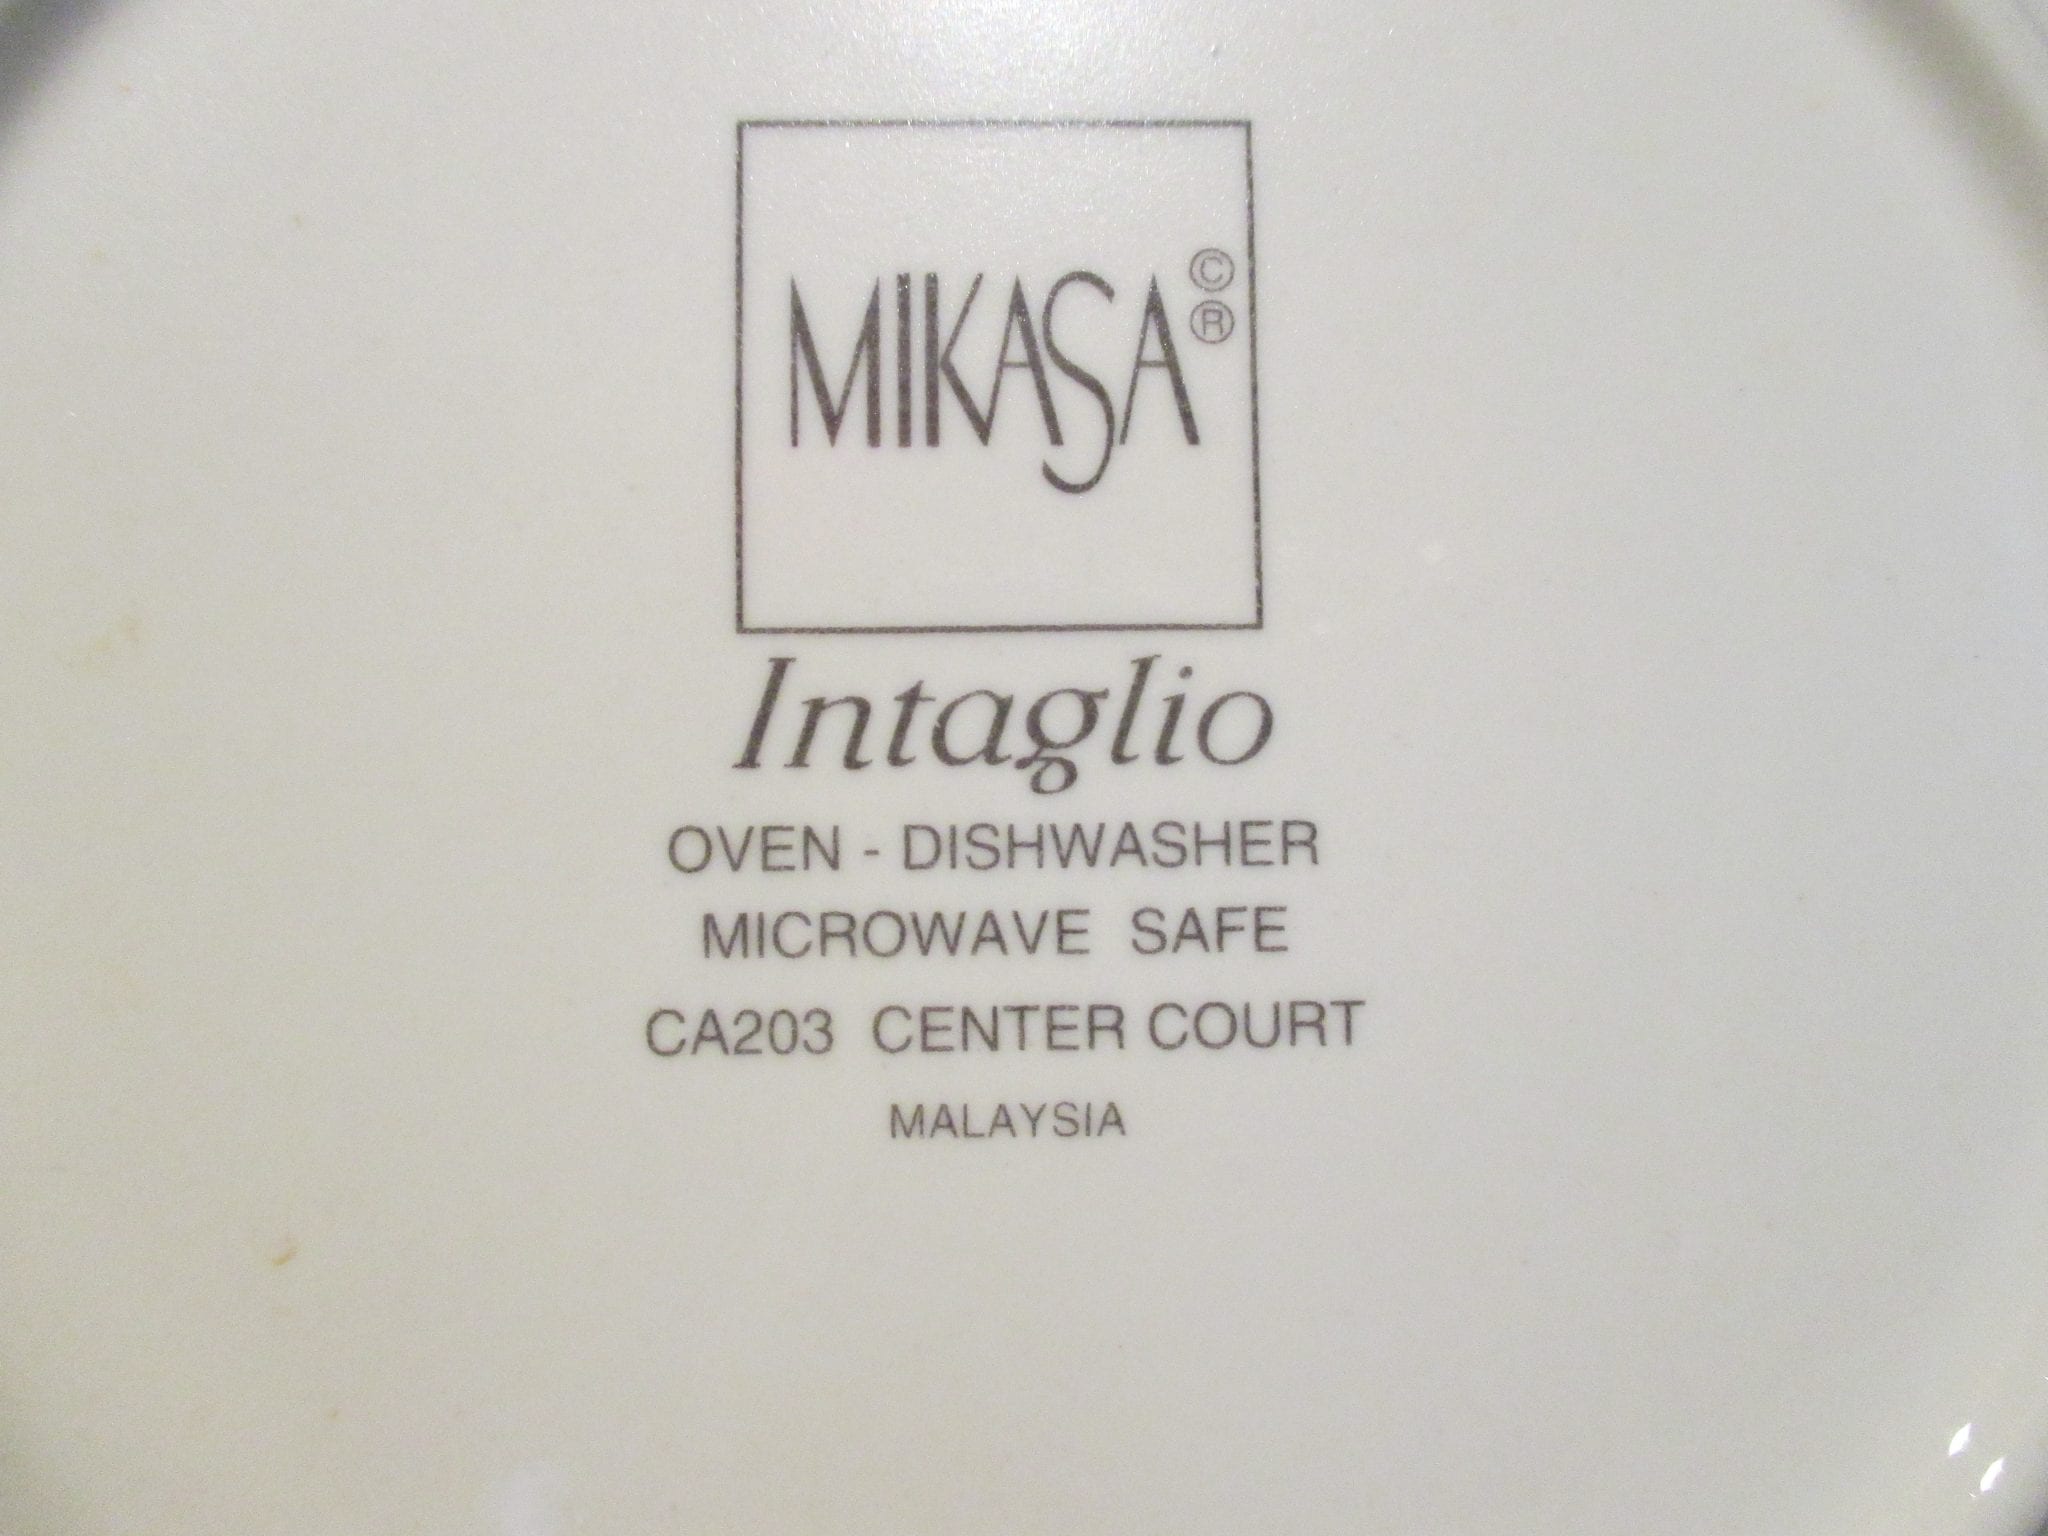 MIKASA©®
Intaglio
OVEN - DISHWASHER
MICROWAVE SAFE
CA203 CENTER COURT
MALAYSIA